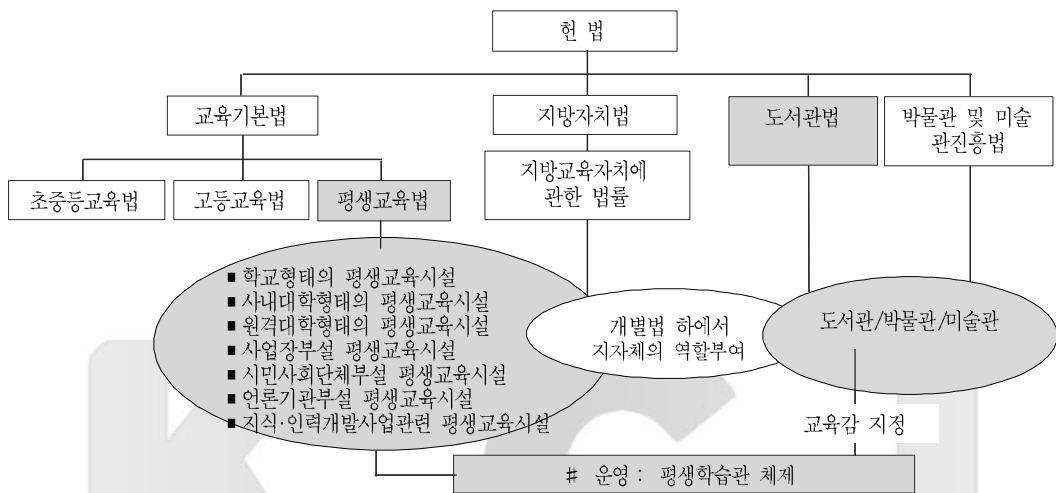 헌 법
교육기본법
지방자치법
도서관법
박물관 및 미술
관진흥법
초중등교육법
고등교육법
평생교육법
지방교육자치에
관한 법률
■ 학교형태의 평생교육시설
■ 사내대학형태의 평생교육시설
■ 원격대학형태의 평생교육시설
■ 사업장부설 평생교육시설
■ 시민사회단체부설 평생교육시설
■ 언론기관부설 평생교육시설
■ 지식·인력개발사업관련 평생교육시설
개별법 하에서
지자체의 역할부여
도서관/박물관/미술관
교육감 지정
# 운영 : 평생학습관 체제